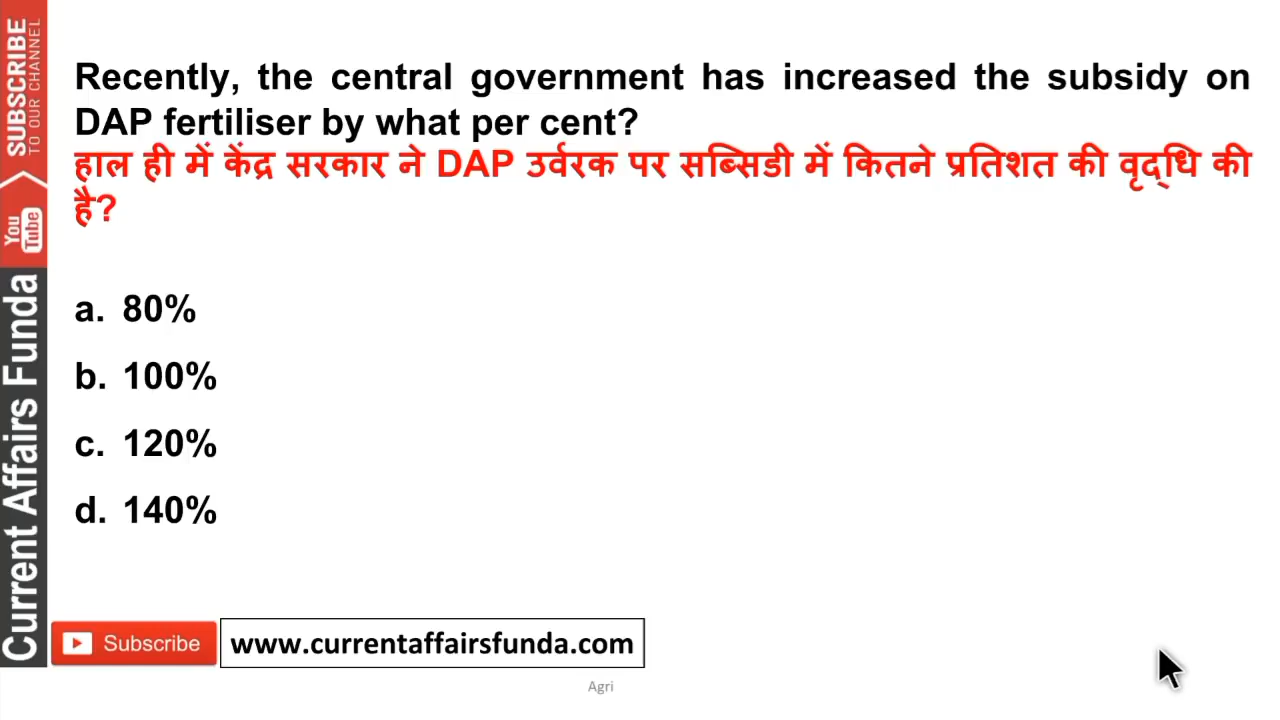 Recently, the central government has increased the subsidy on
DAP fertiliser by what per cent?
हाल ही में केंद्र सरकार ने DAP उर्वरक पर सब्सिडी में कितने प्रतिशत की वृद्धि की
है?
a. 80%
b. 100%
c. 120%
d. 140%
SUBSCRIBE
TO OUR CHANNEL
You
Tube
Current Affairs Funda
Subscribe
www.currentaffairsfunda.com
Agri